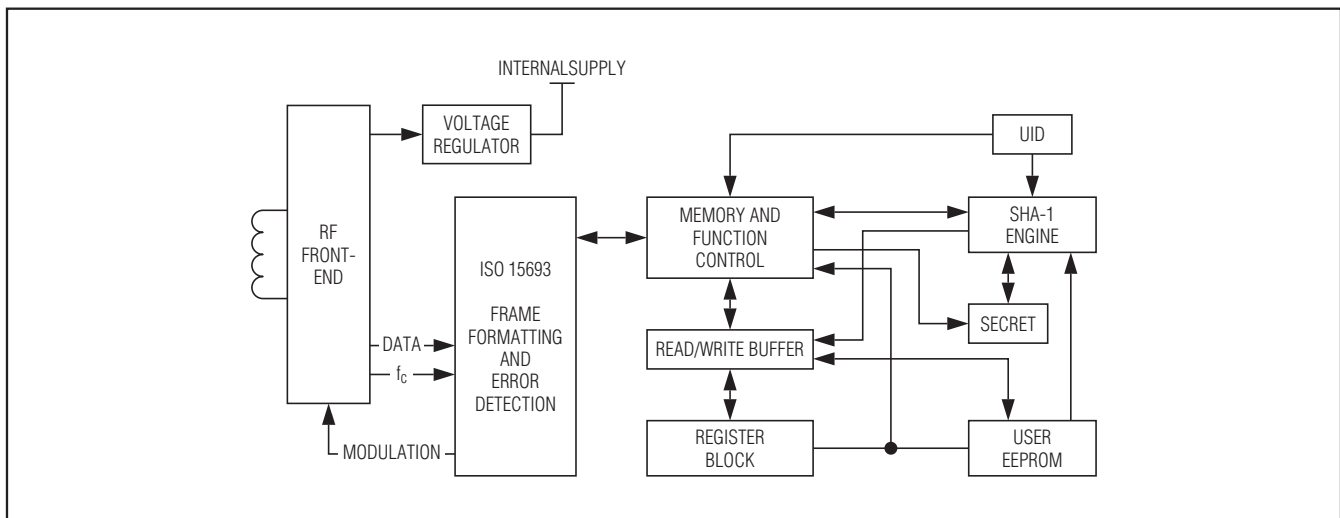 INTERNALSUPPLY
VOLTAGE
REGULATOR
RF
FRONT-
END
DATA
fC
MODULATION
ISO 15693
FRAME
FORMATTING
AND
ERROR
DETECTION
MEMORY AND
FUNCTION
CONTROL
READ/WRITE BUFFER
REGISTER
BLOCK
UID
SHA-1
ENGINE
SECRET
USER
EEPROM